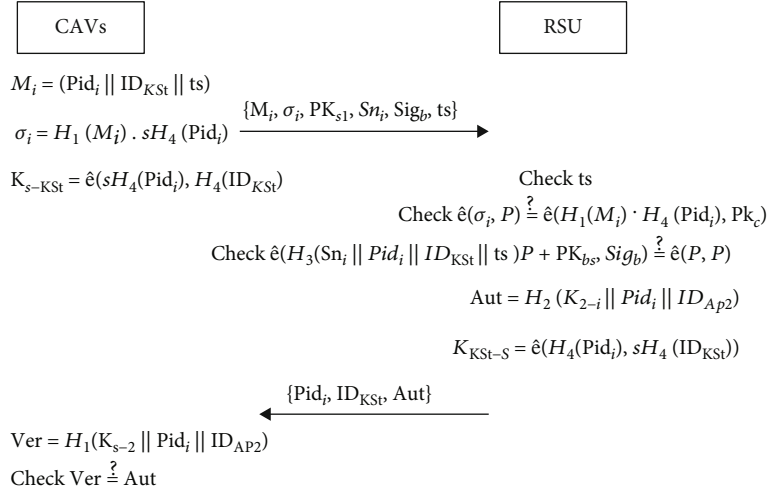 CAVs
RSU
M_i = (Pid_i || ID_KSt || ts)
{M_i, σ_i, PK_s1, Sn_i, Sig_b, ts}
σ_i = H_1 (M_i) . sH_4 (Pid_i)
K_s–KSt = ê(sH_4(Pid_i), H_4(ID_KSt)
Check ts
Check ê(σ_i, P) ≟ ê(H_1(M_i) · H_4 (Pid_i), Pk_c)
Check ê(H_3(Sn_i || Pid_i || ID_KSt || ts )P + PK_bs, Sig_b) ≟ ê(P, P)
Aut = H_2 (K_2–i || Pid_i || ID_Ap2)
K_KSt–S = ê(H_4(Pid_i), sH_4 (ID_KSt))
{Pid_i, ID_KSt, Aut}
Ver = H_1(K_s–2 || Pid_i || ID_AP2)
Check Ver ≟ Aut